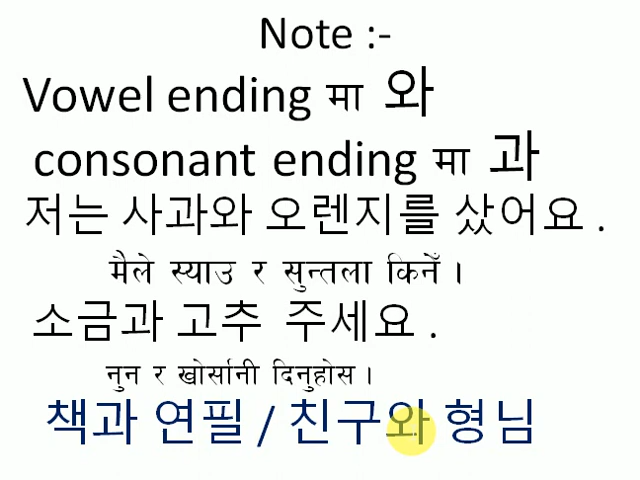 Note :-
Vowel ending मा 와
consonant ending मा 과
저는 사과와 오렌지를 샀어요 .
मैले स्याउ र सुन्तला किनेँ ।
소금과 고추 주세요 .
नुन र खोर्सानी दिनुहोस ।
책과 연필 / 친구와 형님